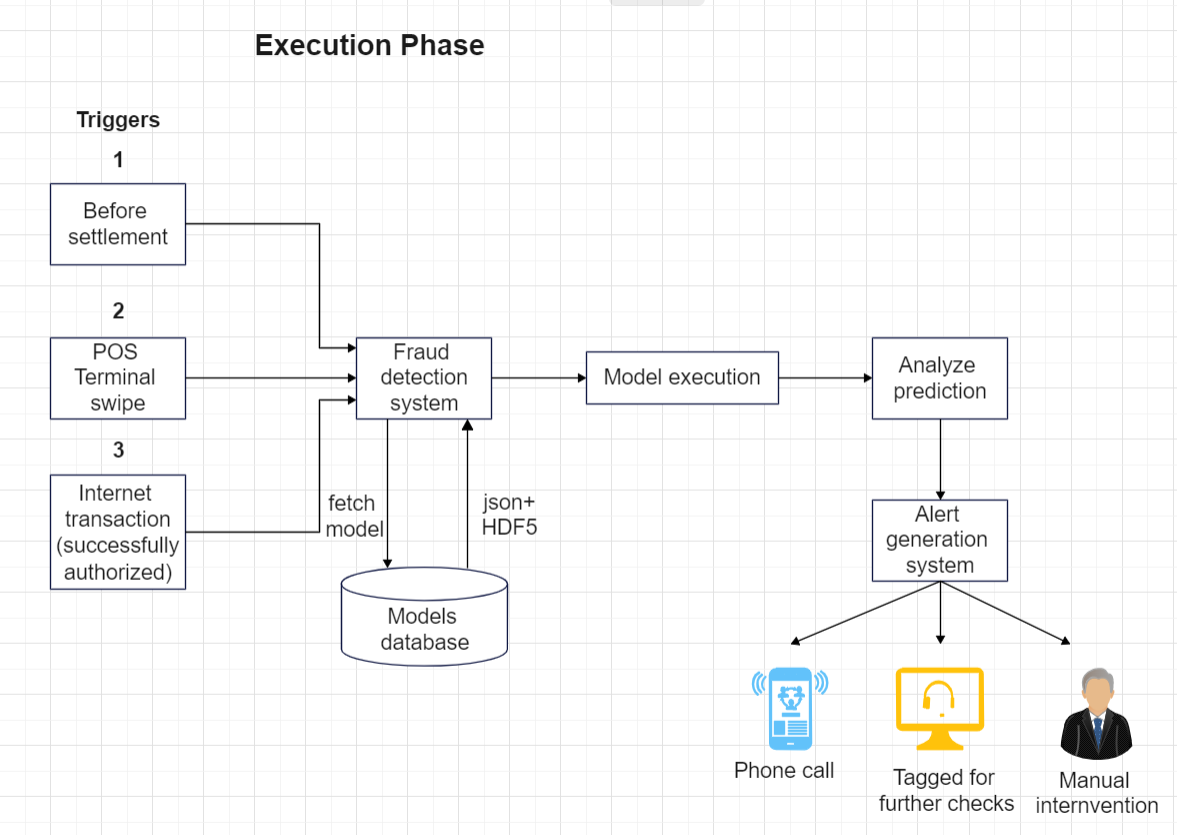 Execution Phase
Triggers
1
Before
settlement
2
POS
Terminal
swipe
3
Internet
transaction
(successfully
authorized)
Fraud
detection
system
fetch
model
json+
HDF5
Models
database
Model execution
Analyze
prediction
Alert
generation
system
Phone call
Tagged for
further checks
Manual
internvention